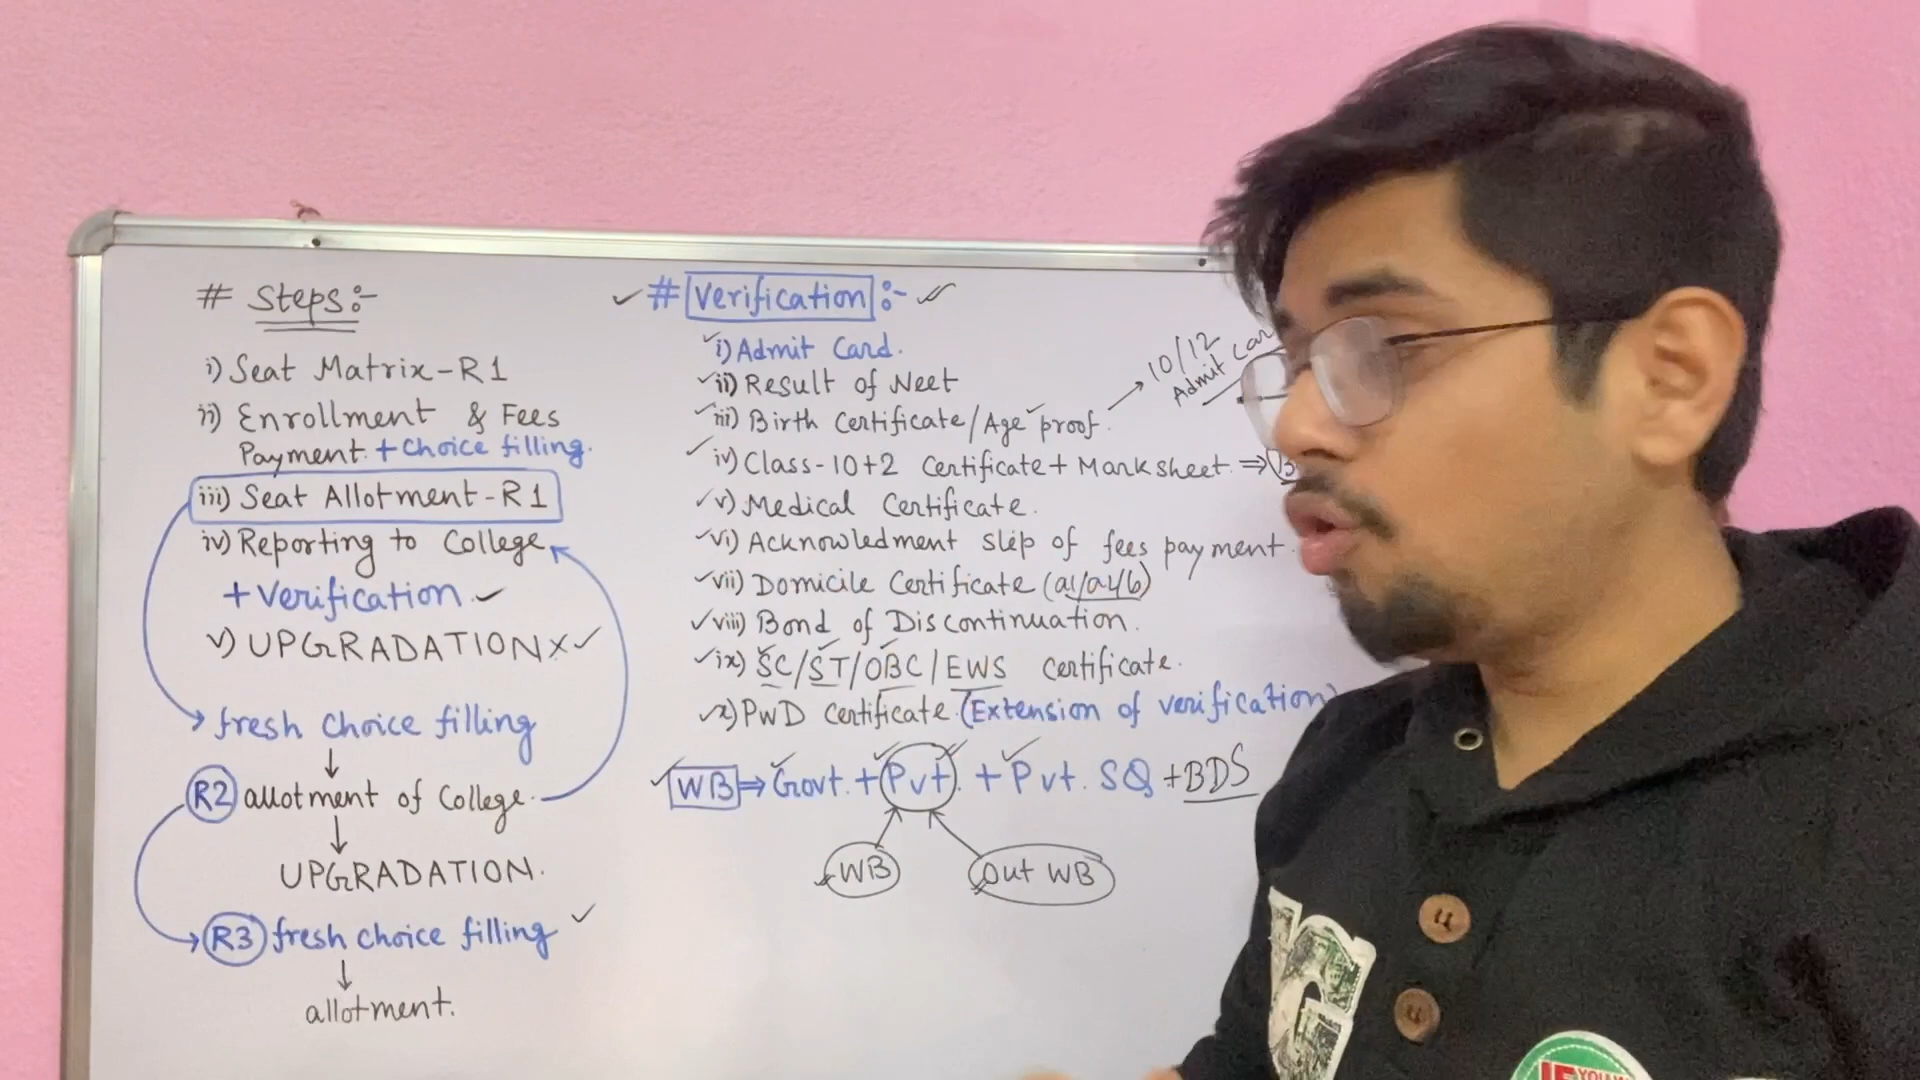 # Steps:-
i) Seat Matrix-R1
ii) Enrollment & Fees
Payment + Choice filling.
iii) Seat Allotment-R1
iv) Reporting to College
+ Verification
v) UPGRADATION
fresh choice filling
R2 allotment of College.
UPGRADATION.
R3 fresh choice filling
allotment.
# Verification :-
i) Admit Card.
ii) Result of Neet
iii) Birth Certificate/Age proof.
10/12
Admit Car
iv) Class-10+2 Certificate + Marksheet. ⇒
v) Medical Certificate.
vi) Acknowledment slip of fees payment.
vii) Domicile Certificate (a1/a2/b)
viii) Bond of Discontinuation.
ix) SC/ST/OBC/EWS Certificate.
x) PwD Certificate. (Extension of verification)
WB ⇒ Govt. + Pvt. + Pvt. SQ + BDS
WB
Out WB
IF YOU